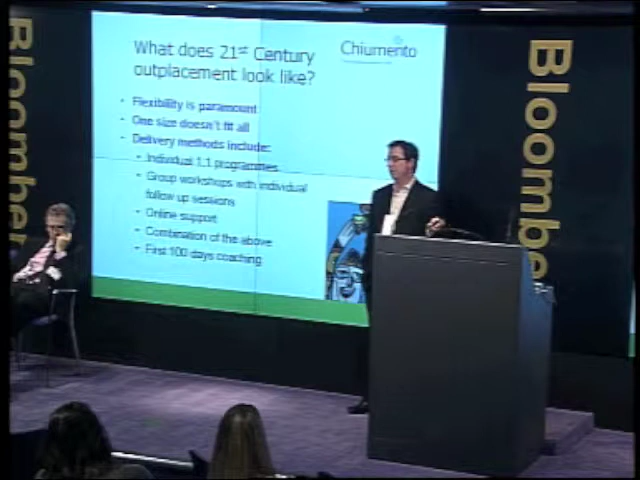 Bloomberg
What does 21st Century
outplacement look like?
Chiumento
• Flexibility is paramount
• One size doesn't fit all
• Delivery methods include:
• Individual 1.1 programmes
• Group workshops with individual
follow up sessions
• Online support
• Combination of the above
• First 100 days coaching
Bloombe